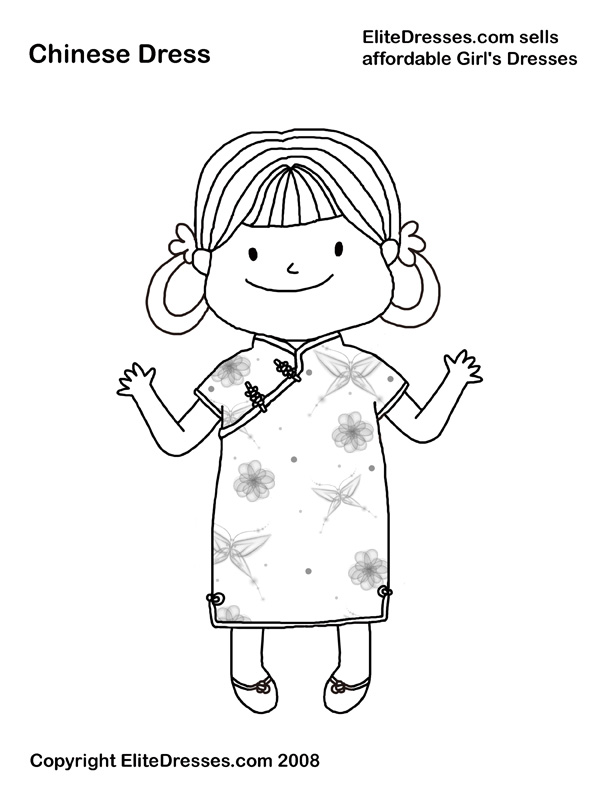 Chinese Dress
EliteDresses.com sells
affordable Girl's Dresses
Copyright EliteDresses.com 2008